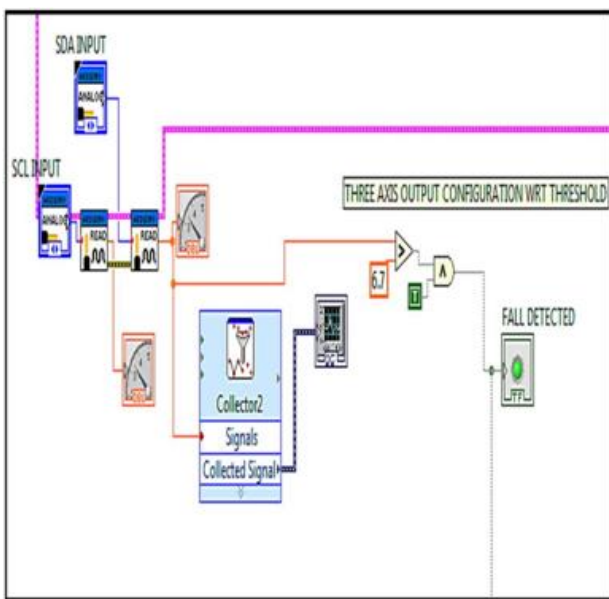 SDA INPUT
ANALOG
SCL INPUT
ANALOG
READ
READ
THREE AXIS OUTPUT CONFIGURATION WRT THRESHOLD
>
6.7
∧
T
FALL DETECTED
TF
Collector2
Signals
Collected Signal